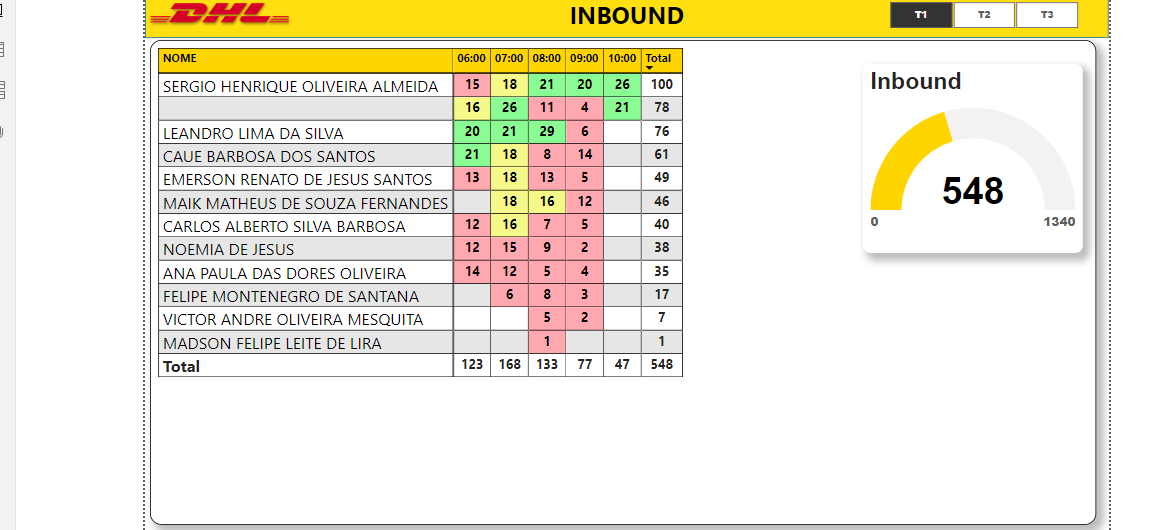 DHL
INBOUND
T1 T2 T3
NOME 06:00 07:00 08:00 09:00 10:00 Total
SERGIO HENRIQUE OLIVEIRA ALMEIDA 15 18 21 20 26 100
16 26 11 4 21 78
LEANDRO LIMA DA SILVA 20 21 29 6 76
CAUE BARBOSA DOS SANTOS 21 18 8 14 61
EMERSON RENATO DE JESUS SANTOS 13 18 13 5 49
MAIK MATHEUS DE SOUZA FERNANDES 18 16 12 46
CARLOS ALBERTO SILVA BARBOSA 12 16 7 5 40
NOEMIA DE JESUS 12 15 9 2 38
ANA PAULA DAS DORES OLIVEIRA 14 12 5 4 35
FELIPE MONTENEGRO DE SANTANA 6 8 3 17
VICTOR ANDRE OLIVEIRA MESQUITA 5 2 7
MADSON FELIPE LEITE DE LIRA 1 1
Total 123 168 133 77 47 548
Inbound
548
0 1340